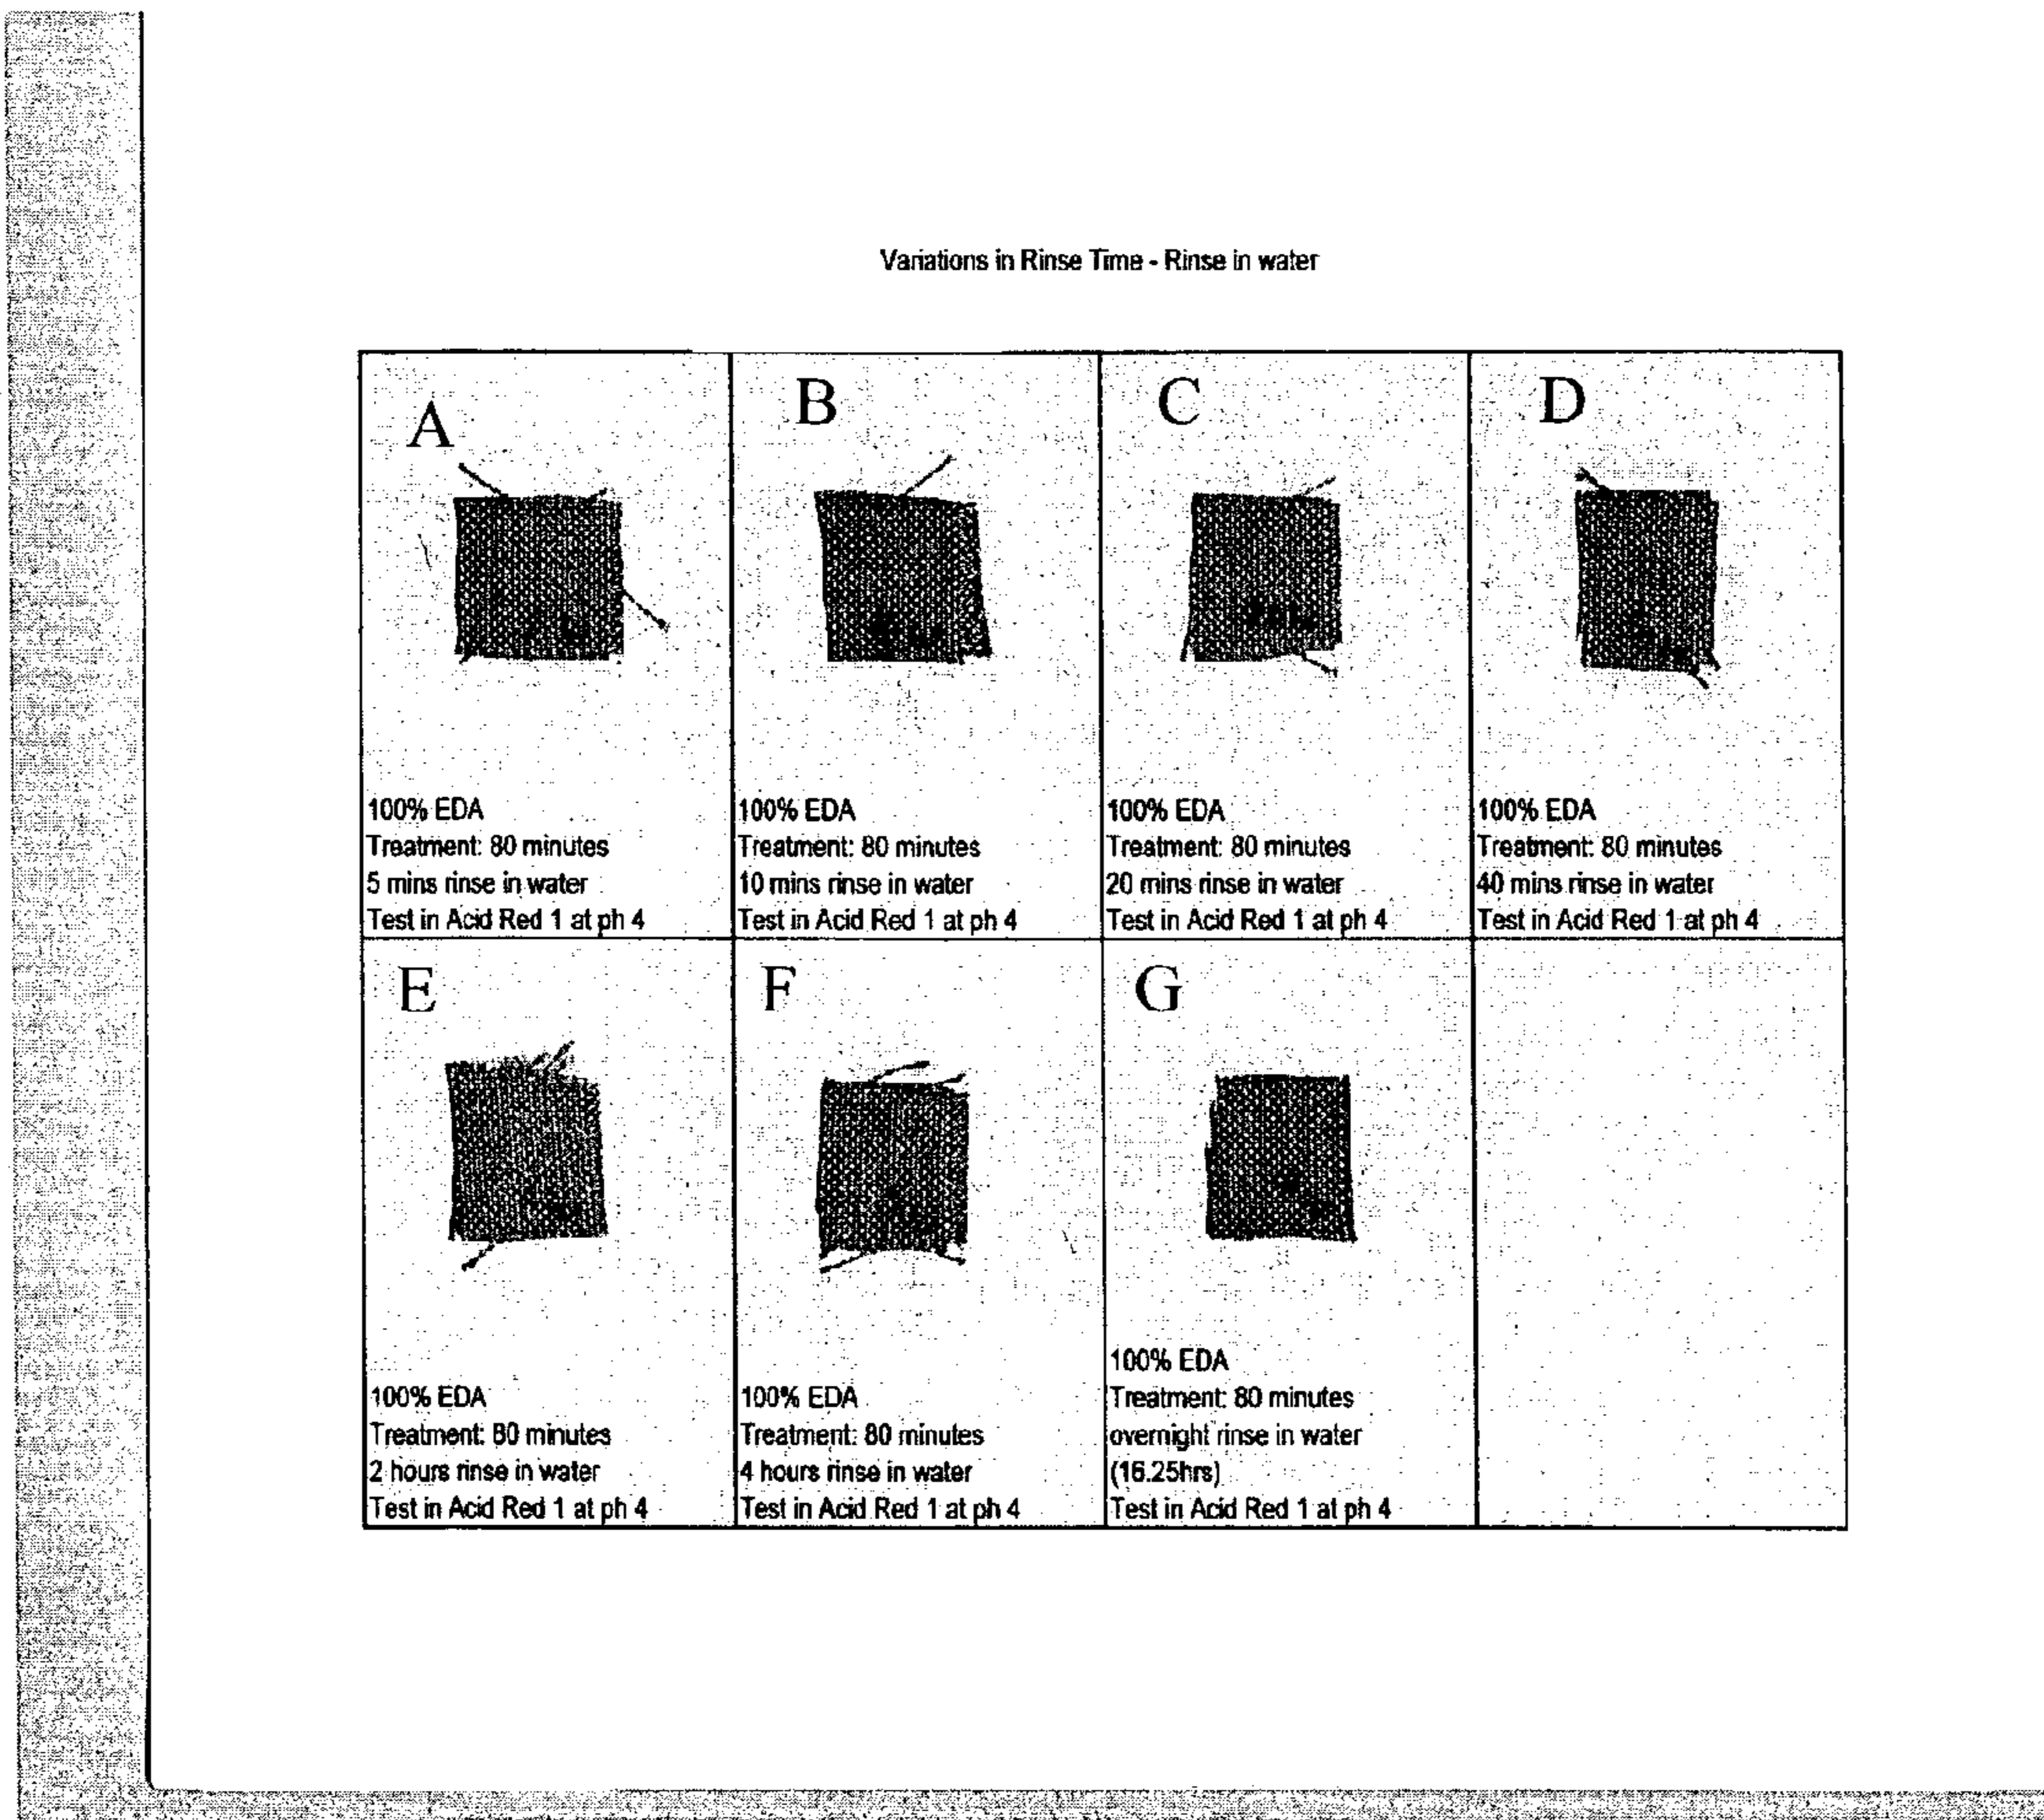 Variations in Rinse Time - Rinse in water
A
100% EDA
Treatment: 80 minutes
5 mins rinse in water
Test in Acid Red 1 at ph 4
B
100% EDA
Treatment: 80 minutes
10 mins rinse in water
Test in Acid Red 1 at ph 4
C
100% EDA
Treatment: 80 minutes
20 mins rinse in water
Test in Acid Red 1 at ph 4
D
100% EDA
Treatment: 80 minutes
40 mins rinse in water
Test in Acid Red 1 at ph 4
E
100% EDA
Treatment: 80 minutes
2 hours rinse in water
Test in Acid Red 1 at ph 4
F
100% EDA
Treatment: 80 minutes
4 hours rinse in water
Test in Acid Red 1 at ph 4
G
100% EDA
Treatment: 80 minutes
overnight rinse in water
(16.25hrs)
Test in Acid Red 1 at ph 4